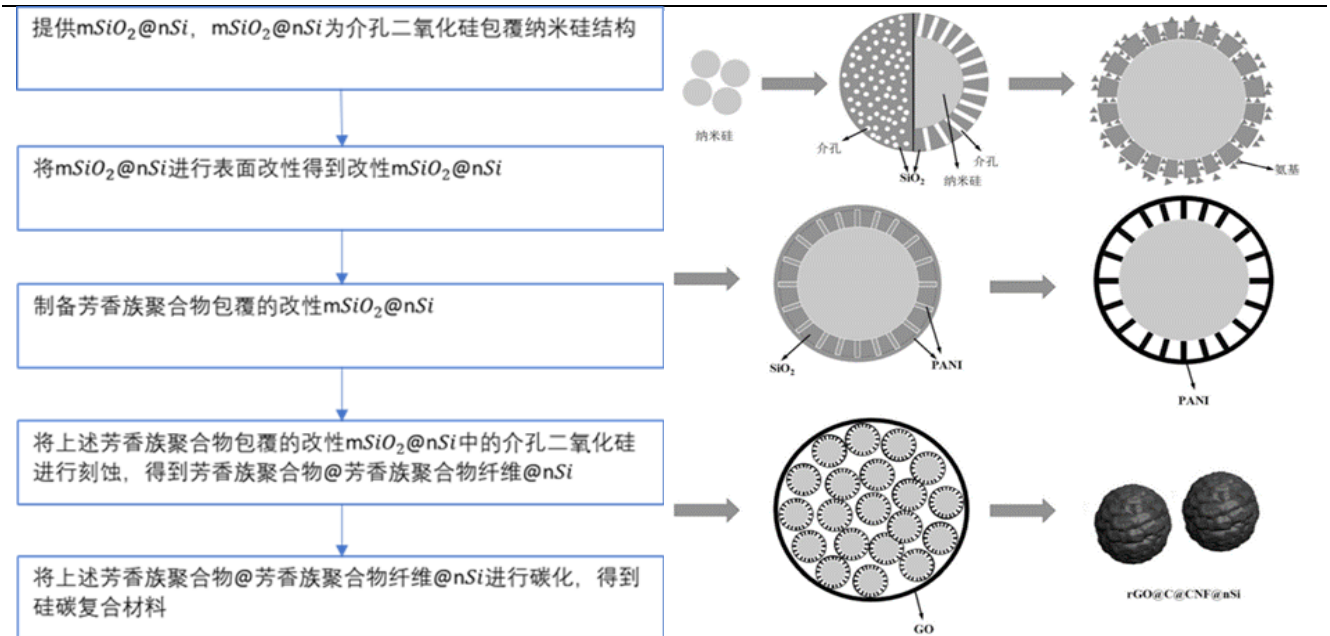 提供mSiO₂@nSi，mSiO₂@nSi为介孔二氧化硅包覆纳米硅结构
将mSiO₂@nSi进行表面改性得到改性mSiO₂@nSi
制备芳香族聚合物包覆的改性mSiO₂@nSi
将上述芳香族聚合物包覆的改性mSiO₂@nSi中的介孔二氧化硅
进行刻蚀，得到芳香族聚合物@芳香族聚合物纤维@nSi
将上述芳香族聚合物@芳香族聚合物纤维@nSi进行碳化，得到
硅碳复合材料
纳米硅
介孔
SiO₂
纳米硅
介孔
氨基
SiO₂
PANI
PANI
GO
rGO@C@CNF@nSi